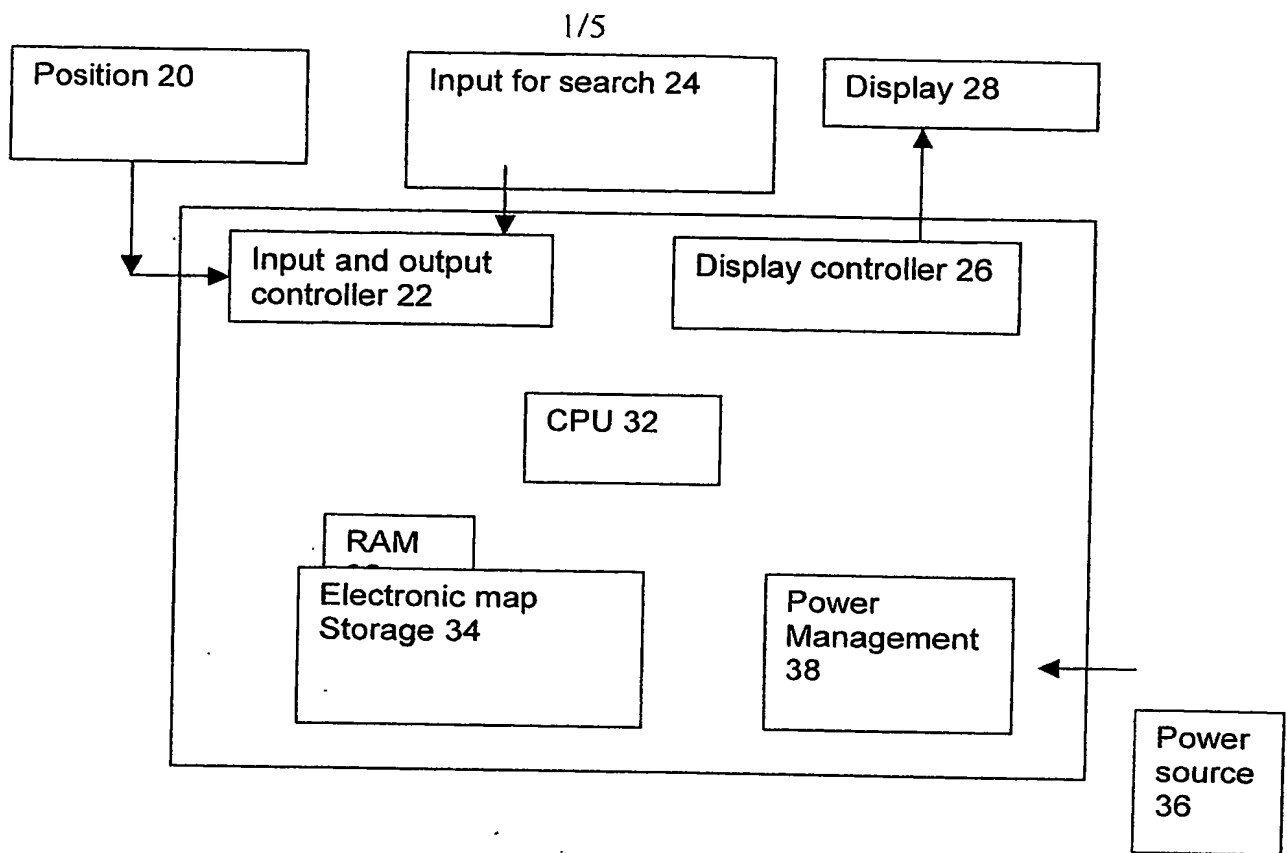 1/5
Position 20
Input for search 24
Display 28
Input and output
controller 22
Display controller 26
CPU 32
RAM
Electronic map
Storage 34
Power
Management
38
Power
source
36